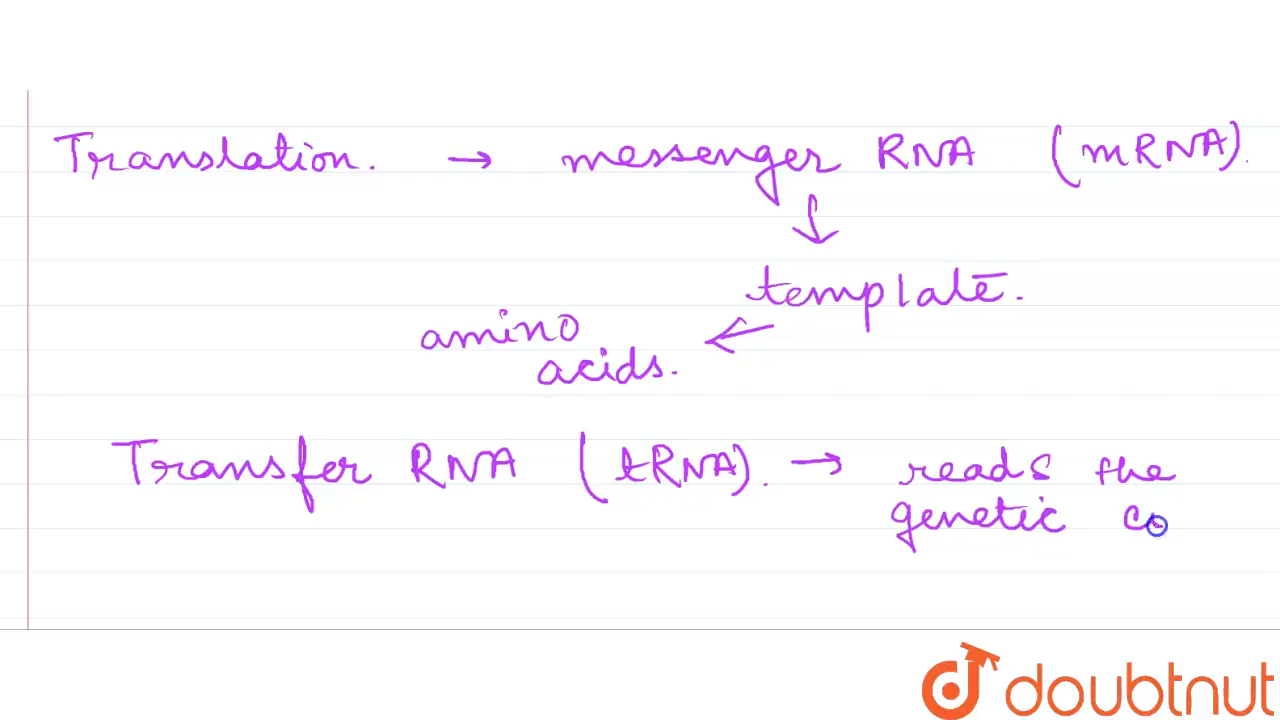 Translation. → messenger RNA (mRNA).
↓
template.
←
amino
acids.
Transfer RNA (tRNA). → reads the
genetic
doubtnut